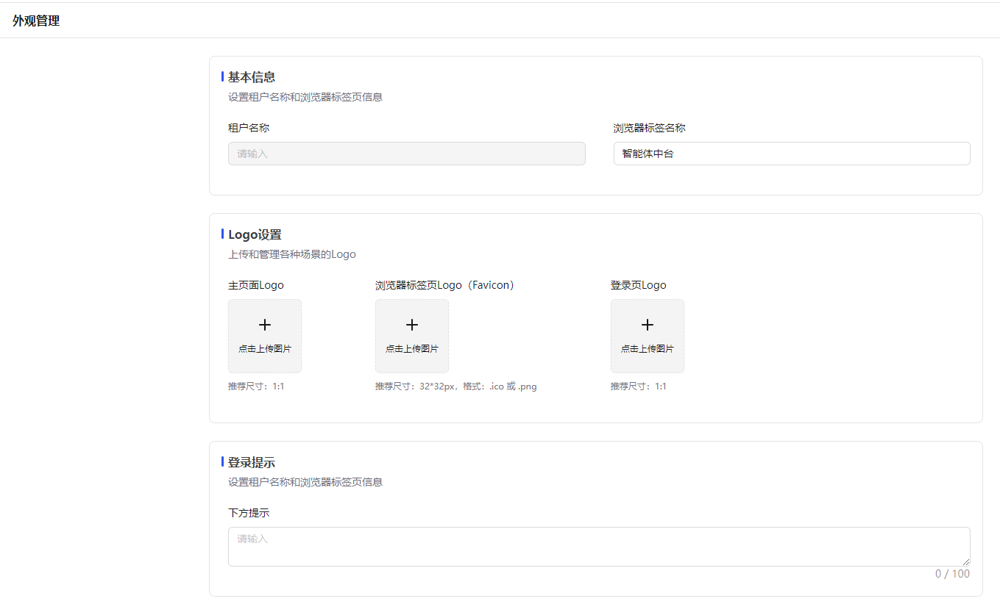 外观管理
基本信息
设置租户名称和浏览器标签页信息
租户名称
浏览器标签名称
请输入
智能体中台
Logo设置
上传和管理各种场景的Logo
主页面Logo
浏览器标签页Logo（Favicon）
登录页Logo
点击上传图片
点击上传图片
点击上传图片
推荐尺寸：1:1
推荐尺寸：32*32px，格式：.ico 或 .png
推荐尺寸：1:1
登录提示
设置租户名称和浏览器标签页信息
下方提示
请输入
0 / 100